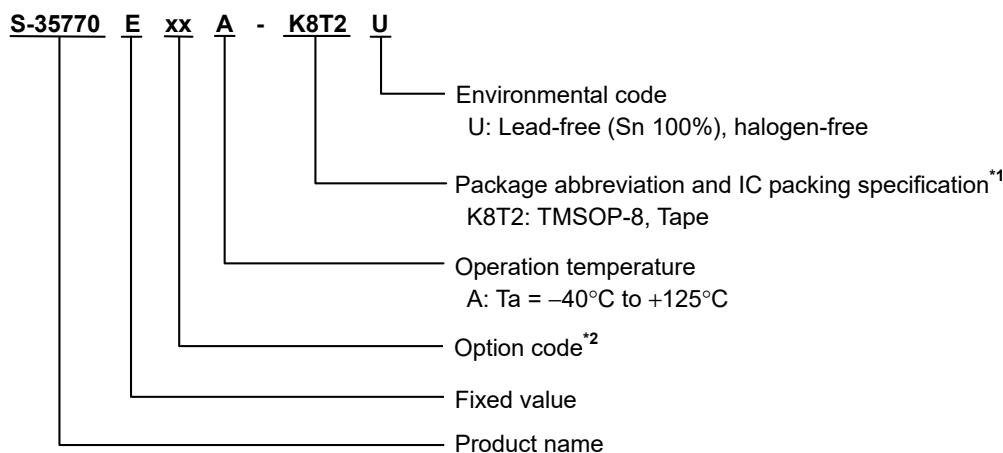 S-35770 E xx A - K8T2 U
Environmental code
U: Lead-free (Sn 100%), halogen-free
Package abbreviation and IC packing specification*1
K8T2: TMSOP-8, Tape
Operation temperature
A: Ta = −40°C to +125°C
Option code*2
Fixed value
Product name